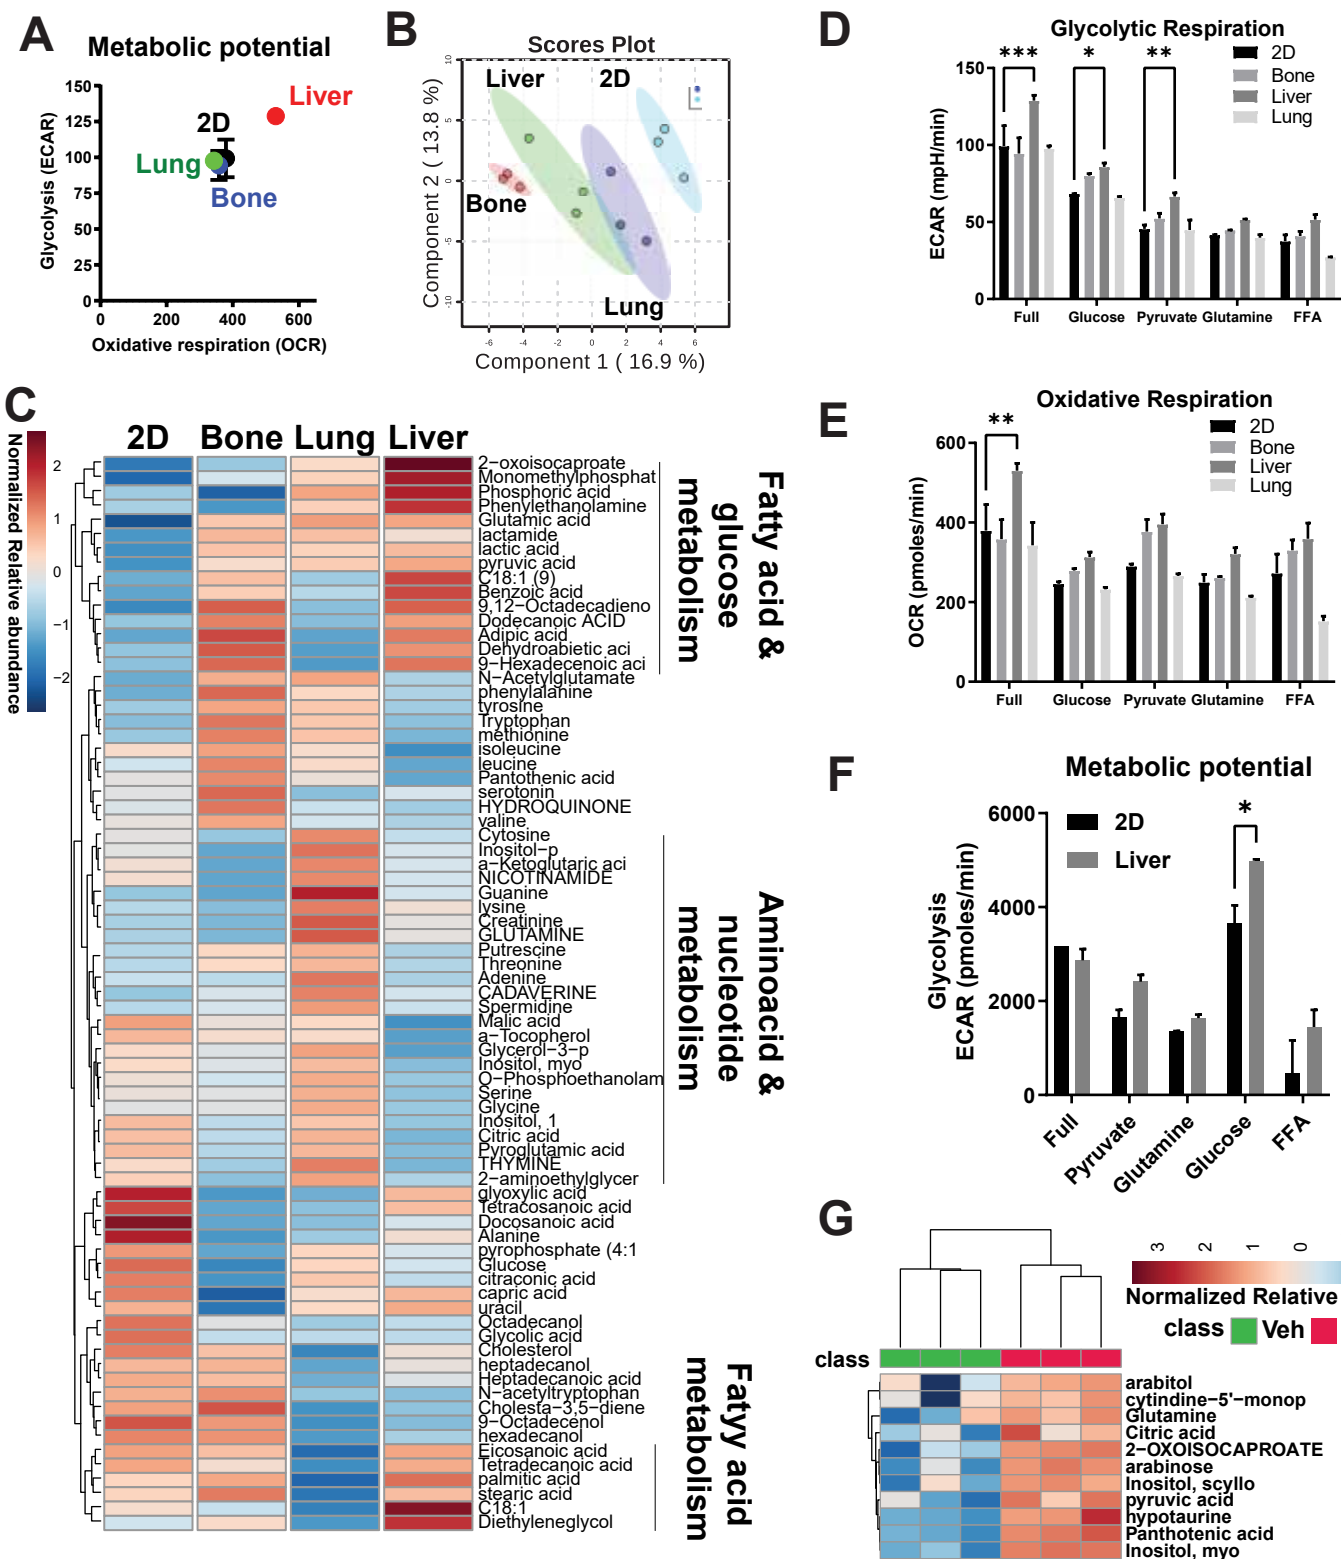 A
Metabolic potential
150
125
100
75
50
25
0
0
200
400
600
Glycolysis (ECAR)
Oxidative respiration (OCR)
Liver
2D
Lung
Bone
B
Scores Plot
Liver
2D
Bone
Lung
10
5
0
-5
-10
-6
-4
-2
0
2
4
6
Component 2 ( 13.8 %)
Component 1 ( 16.9 %)
D
Glycolytic Respiration
2D
Bone
Liver
Lung
***
*
**
150
100
50
0
ECAR (mpH/min)
Full
Glucose
Pyruvate
Glutamine
FFA
C
2D
Bone
Lung
Liver
2
1
0
−1
−2
Normalized Relative abundance
2−oxoisocaproate
Monomethylphosphat
Phosphoric acid
Phenylethanolamine
Glutamic acid
lactamide
lactic acid
pyruvic acid
C18:1 (9)
Benzoic acid
9,12−Octadecadieno
Dodecanoic ACID
Adipic acid
Dehydroabietic aci
9−Hexadecenoic aci
N−Acetylglutamate
phenylalanine
tyrosine
Tryptophan
methionine
isoleucine
leucine
Pantothenic acid
serotonin
HYDROQUINONE
valine
Cytosine
Inositol−p
a−Ketoglutaric aci
NICOTINAMIDE
Guanine
lysine
Creatinine
GLUTAMINE
Putrescine
Threonine
Adenine
CADAVERINE
Spermidine
Malic acid
a−Tocopherol
Glycerol−3−p
Inositol, myo
O−Phosphoethanolam
Serine
Glycine
Inositol, 1
Citric acid
Pyroglutamic acid
THYMINE
2−aminoethylglycer
glyoxylic acid
Tetracosanoic acid
Docosanoic acid
Alanine
pyrophosphate (4:1
Glucose
citraconic acid
capric acid
uracil
Octadecanol
Glycolic acid
Cholesterol
heptadecanol
Heptadecanoic acid
N−acetyltryptophan
Cholesta−3,5−diene
9−Octadecenol
hexadecanol
Eicosanoic acid
Tetradecanoic acid
palmitic acid
stearic acid
C18:1
Diethyleneglycol
Fatty acid &
glucose
metabolism
Aminoacid &
nucleotide
metabolism
Fatyy acid
metabolism
E
Oxidative Respiration
2D
Bone
Liver
Lung
**
600
400
200
0
OCR (pmoles/min)
Full
Glucose
Pyruvate
Glutamine
FFA
F
Metabolic potential
2D
Liver
*
6000
4000
2000
0
Glycolysis
ECAR (pmoles/min)
Full
Pyruvate
Glutamine
Glucose
FFA
G
3
2
1
0
Normalized Relative
class
Veh
class
arabitol
cytindine−5'−monop
Glutamine
Citric acid
2−OXOISOCAPROATE
arabinose
Inositol, scyllo
pyruvic acid
hypotaurine
Panthotenic acid
Inositol, myo